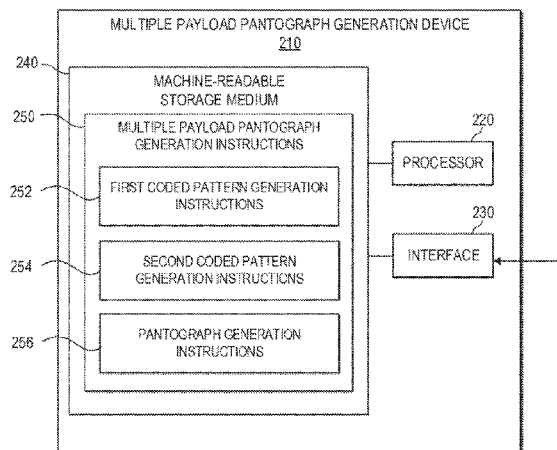 MULTIPLE PAYLOAD PANTOGRAPH GENERATION DEVICE
210
240
MACHINE-READABLE
STORAGE MEDIUM
250
MULTIPLE PAYLOAD PANTOGRAPH
GENERATION INSTRUCTIONS
220
PROCESSOR
252
FIRST CODED PATTERN GENERATION
INSTRUCTIONS
230
INTERFACE
254
SECOND CODED PATTERN
GENERATION INSTRUCTIONS
256
PANTOGRAPH GENERATION
INSTRUCTIONS